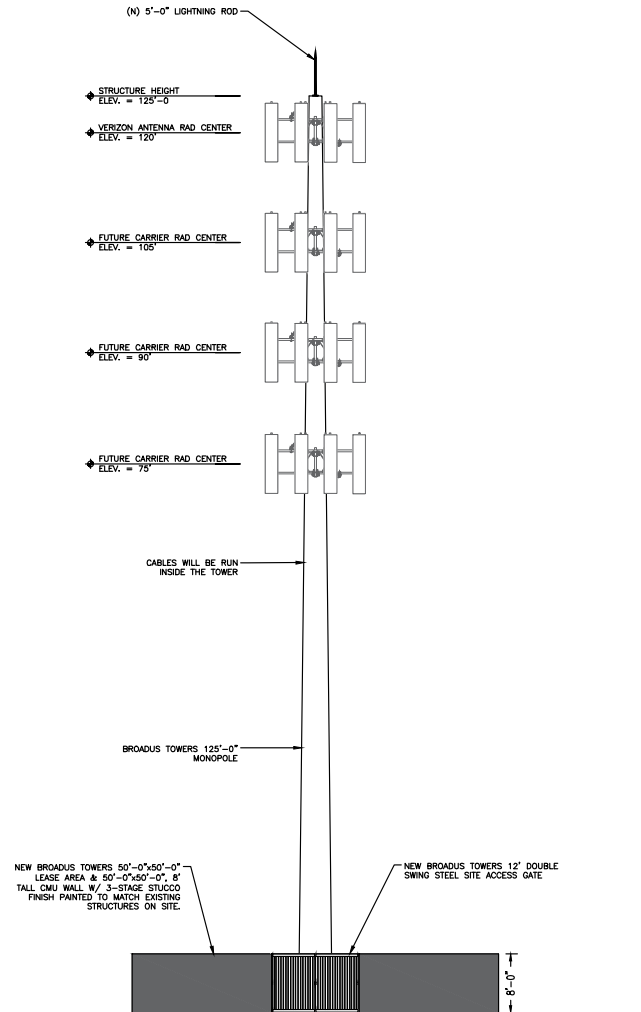 (N) 5'-0" LIGHTNING ROD
STRUCTURE HEIGHT
ELEV. = 125'-0
VERIZON ANTENNA RAD CENTER
ELEV. = 120'
FUTURE CARRIER RAD CENTER
ELEV. = 105'
FUTURE CARRIER RAD CENTER
ELEV. = 90'
FUTURE CARRIER RAD CENTER
ELEV. = 75'
CABLES WILL BE RUN
INSIDE THE TOWER
BROADUS TOWERS 125'-0"
MONOPOLE
NEW BROADUS TOWERS 50'-0"x50'-0"
LEASE AREA & 50'-0"x50'-0", 8'
TALL CMU WALL W/ 3-STAGE STUCCO
FINISH PAINTED TO MATCH EXISTING
STRUCTURES ON SITE.
NEW BROADUS TOWERS 12' DOUBLE
SWING STEEL SITE ACCESS GATE
8'-0"